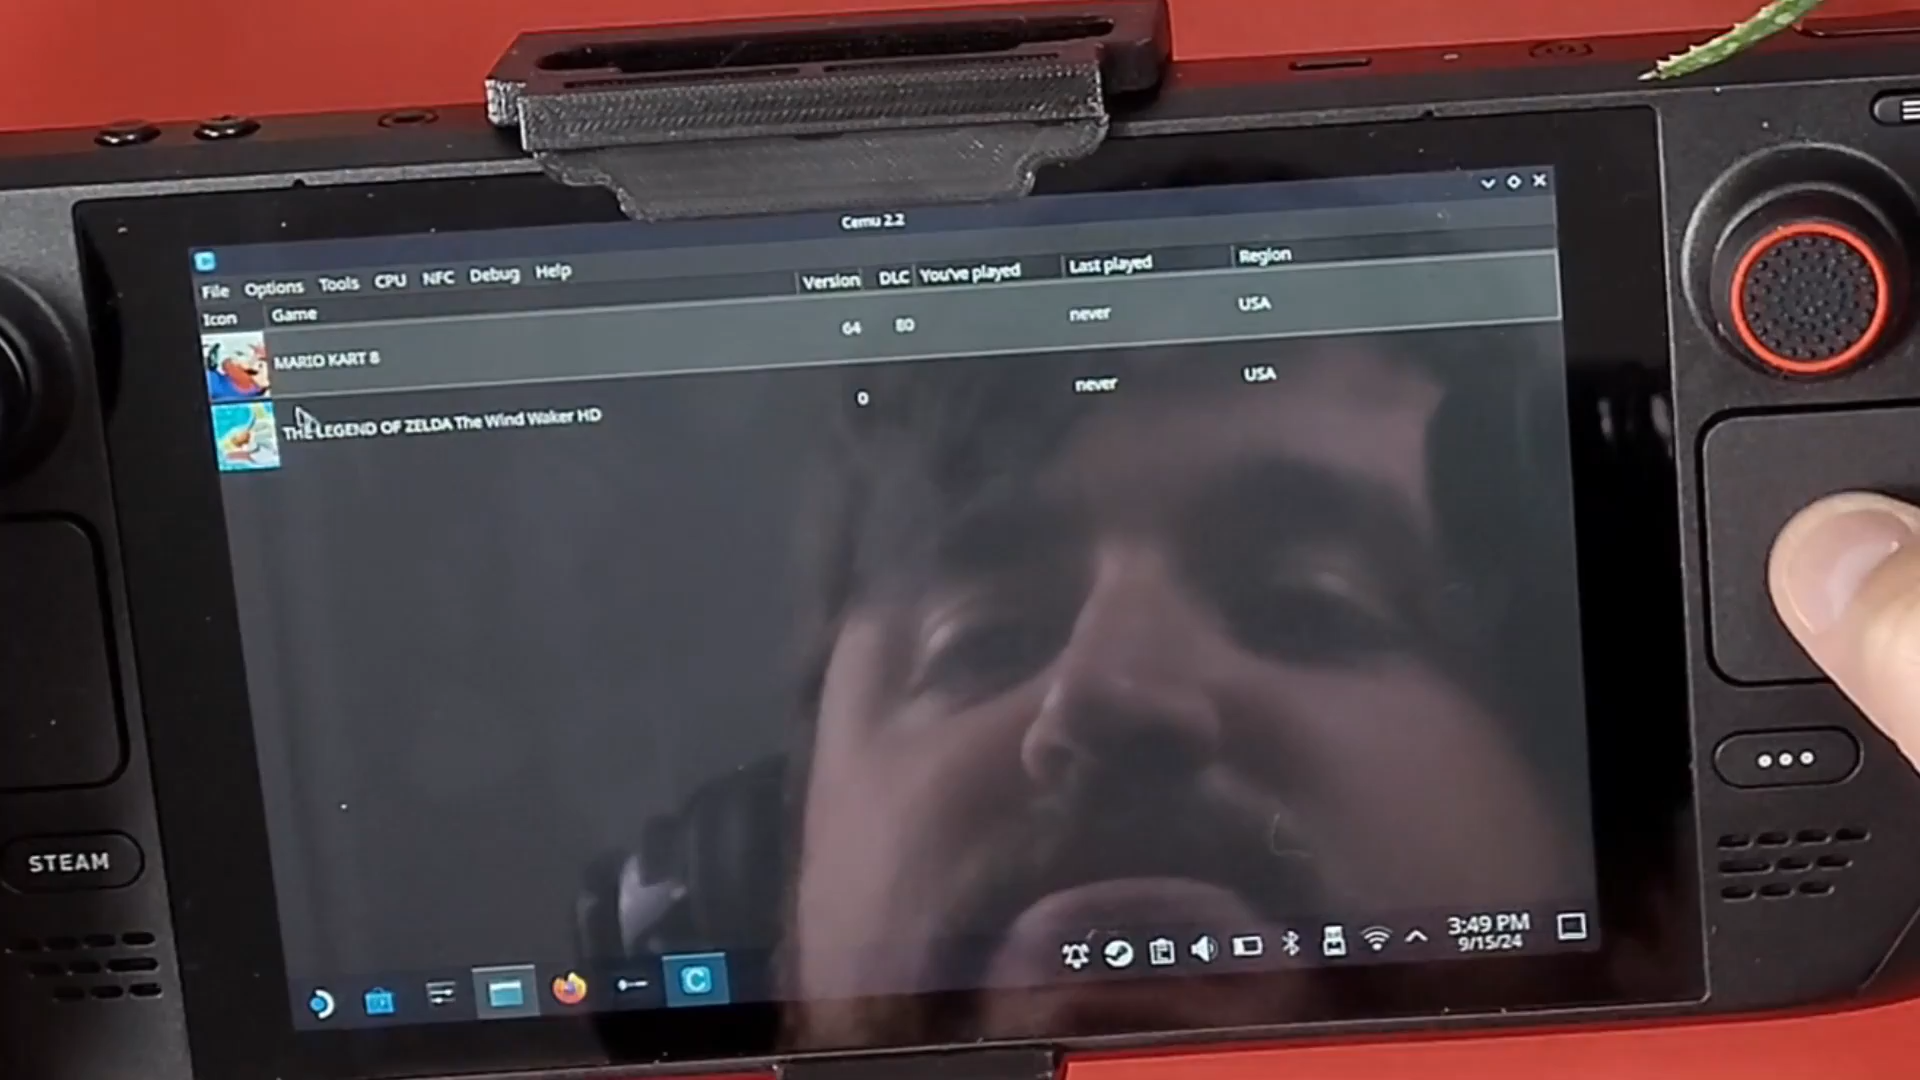 Cemu 2.2
File Options Tools CPU NFC Debug Help
Icon Game Version DLC You've played Last played Region
MARIO KART 8 64 80 never USA
THE LEGEND OF ZELDA The Wind Waker HD 0 never USA
STEAM
3:49 PM
9/15/24